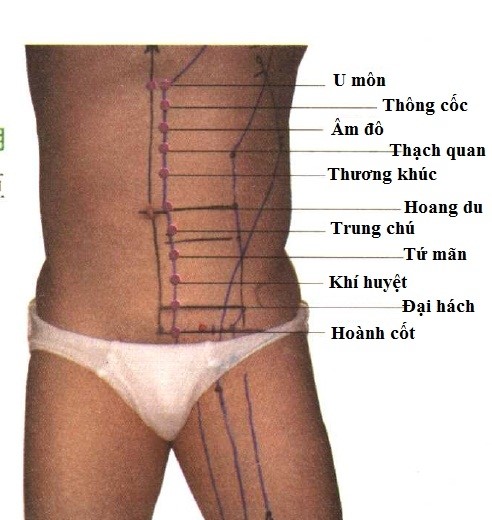 U môn
Thông cốc
Âm đô
Thạch quan
Thương khúc
Hoang du
Trung chú
Tứ mãn
Khí huyệt
Đại hách
Hoành cốt